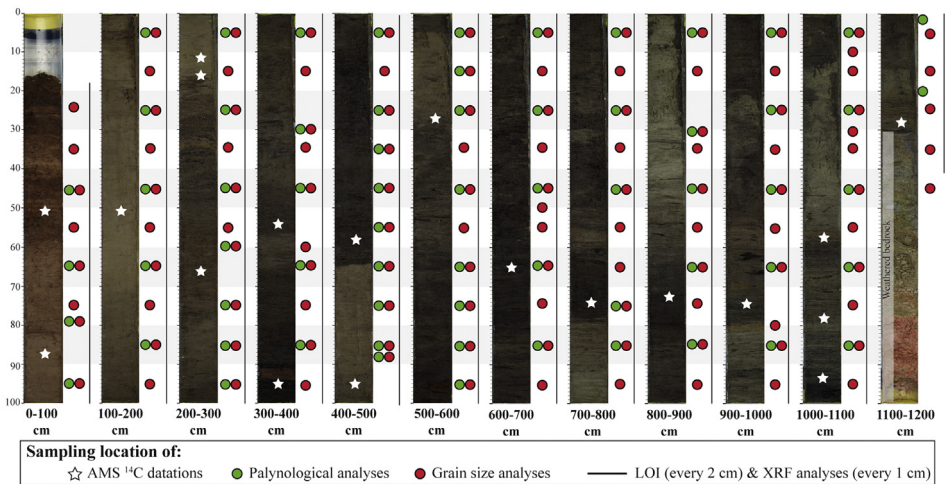 0
10
20
30
40
50
60
70
80
90
100
Weathered bedrock
0-100 100-200 200-300 300-400 400-500 500-600 600-700 700-800 800-900 900-1000 1000-1100 1100-1200
cm cm cm cm cm cm cm cm cm cm cm cm
Sampling location of:
AMS ¹⁴C datations Palynological analyses Grain size analyses LOI (every 2 cm) & XRF analyses (every 1 cm)